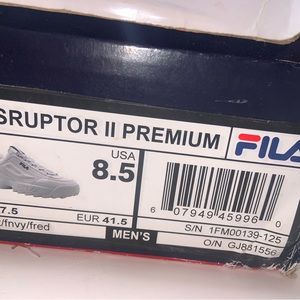 SRUPTOR II PREMIUM
FILA
USA
8.5
7.5
EUR 41.5
/fnvy/fred
MEN'S
6 07949 45996 0
S/N 1FM00139-125
O/N GJ881556